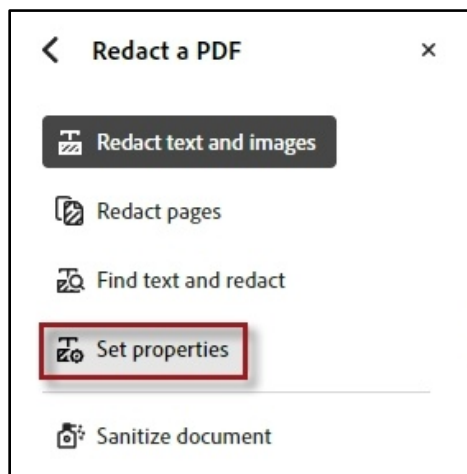 Redact a PDF
Redact text and images
Redact pages
Find text and redact
Set properties
Sanitize document